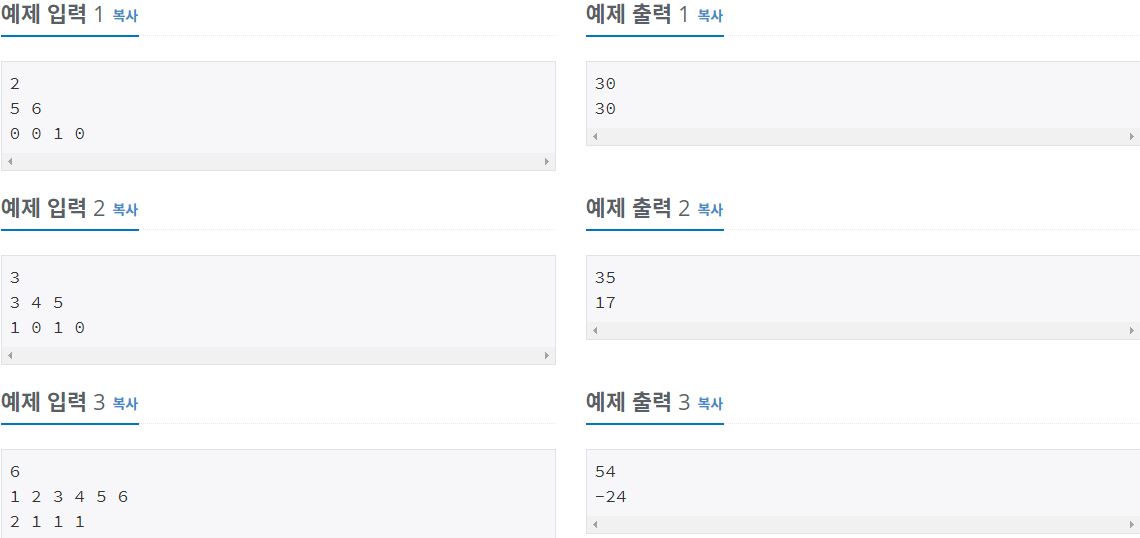 예제 입력 1 복사
2
5 6
0 0 1 0
예제 출력 1 복사
30
30
예제 입력 2 복사
3
3 4 5
1 0 1 0
예제 출력 2 복사
35
17
예제 입력 3 복사
6
1 2 3 4 5 6
2 1 1 1
예제 출력 3 복사
54
-24